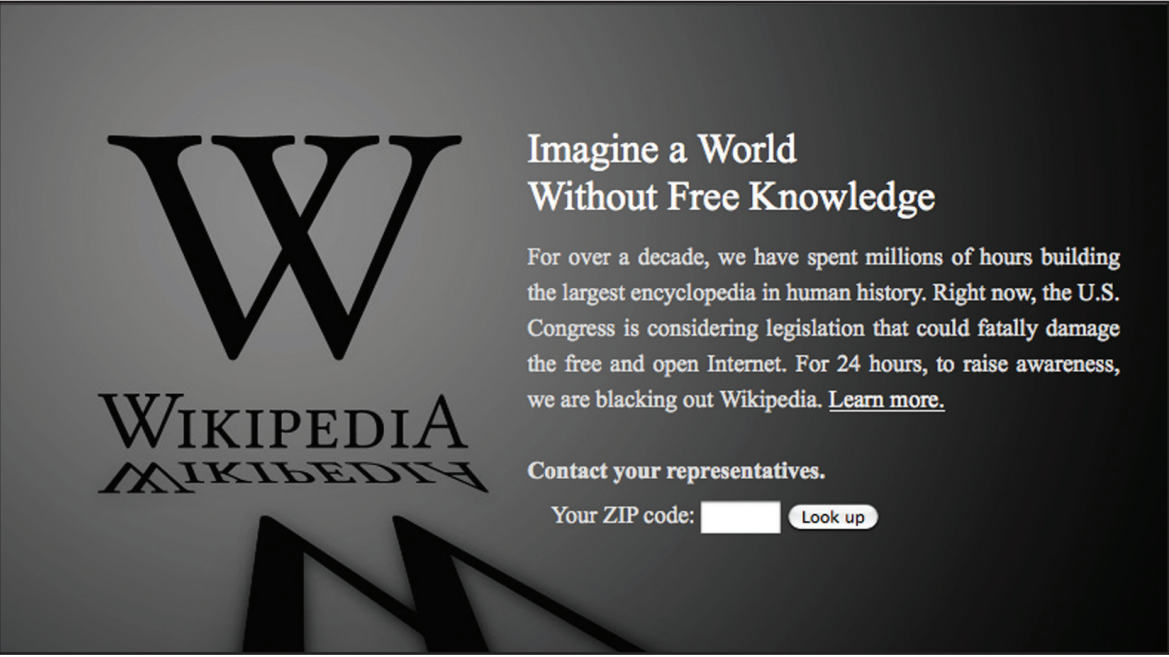 W
WIKIPEDIA
Imagine a World
Without Free Knowledge
For over a decade, we have spent millions of hours building
the largest encyclopedia in human history. Right now, the U.S.
Congress is considering legislation that could fatally damage
the free and open Internet. For 24 hours, to raise awareness,
we are blacking out Wikipedia. Learn more.
Contact your representatives.
Your ZIP code: Look up